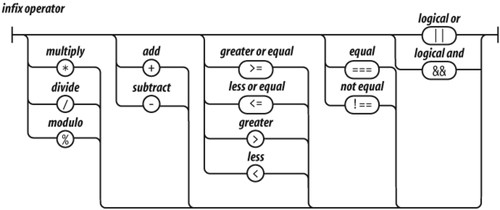 infix operator
logical or
||
multiply add greater or equal equal logical and
* + >= === &&
divide subtract less or equal not equal
/ - <= !==
modulo greater
% >
less
<